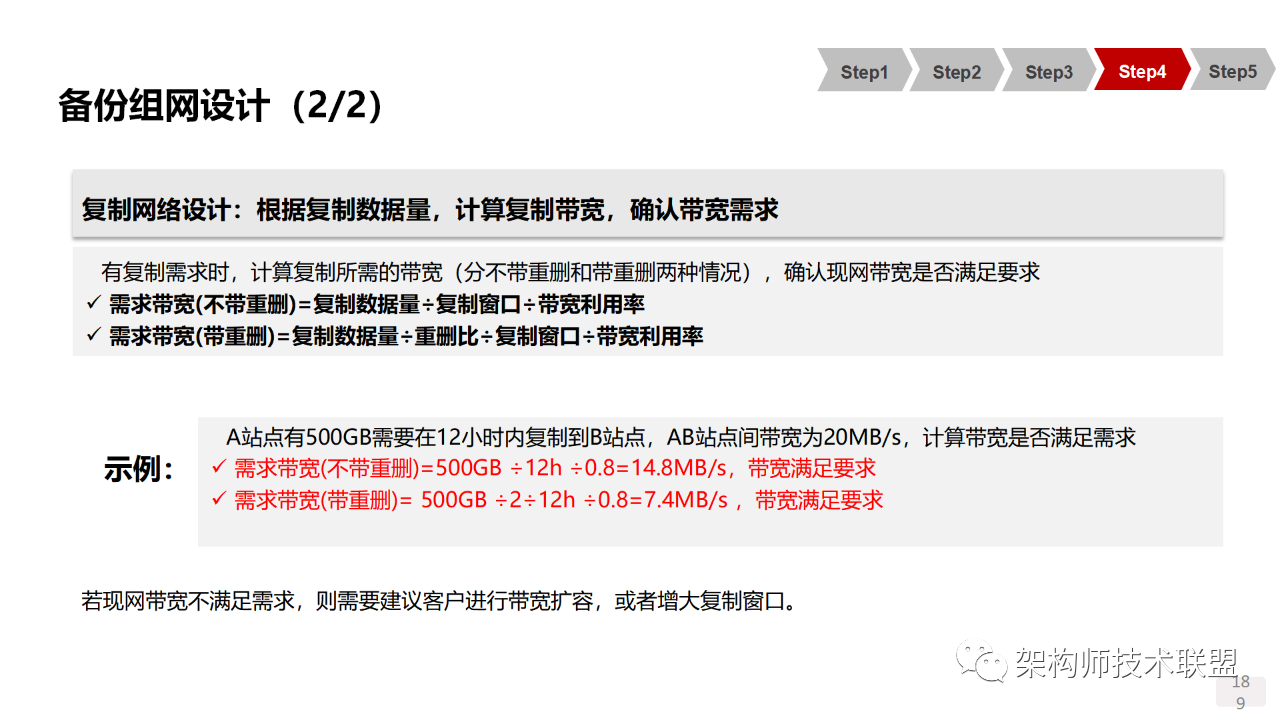 Step1
Step2
Step3
Step4
Step5
备份组网设计（2/2）
复制网络设计：根据复制数据量，计算复制带宽，确认带宽需求
有复制需求时，计算复制所需的带宽（分不带重删和带重删两种情况），确认现网带宽是否满足要求
✓ 需求带宽(不带重删)=复制数据量÷复制窗口÷带宽利用率
✓ 需求带宽(带重删)=复制数据量÷重删比÷复制窗口÷带宽利用率
示例：
A站点有500GB需要在12小时内复制到B站点，AB站点间带宽为20MB/s，计算带宽是否满足需求
✓ 需求带宽(不带重删)=500GB ÷12h ÷0.8=14.8MB/s，带宽满足要求
✓ 需求带宽(带重删)= 500GB ÷2÷12h ÷0.8=7.4MB/s ，带宽满足要求
若现网带宽不满足需求，则需要建议客户进行带宽扩容，或者增大复制窗口。
架构师技术联盟
18
9